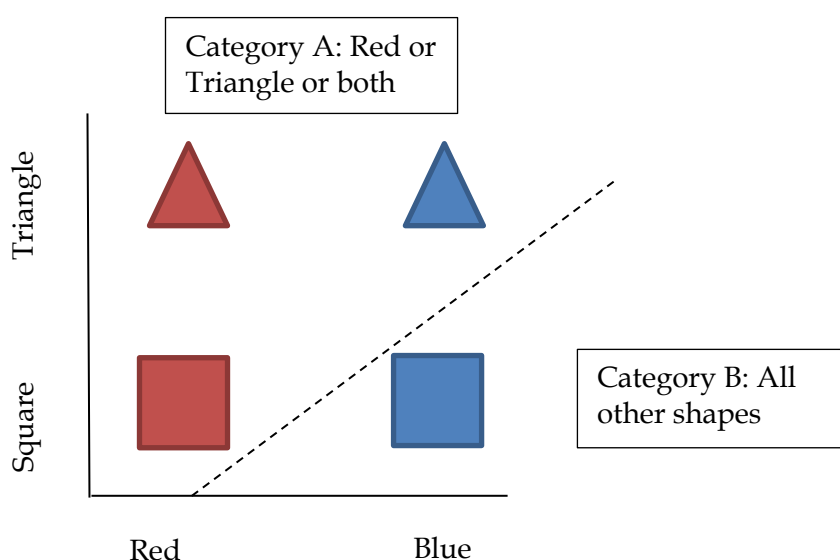 Category A: Red or
Triangle or both
Triangle
Square
Category B: All
other shapes
Red
Blue